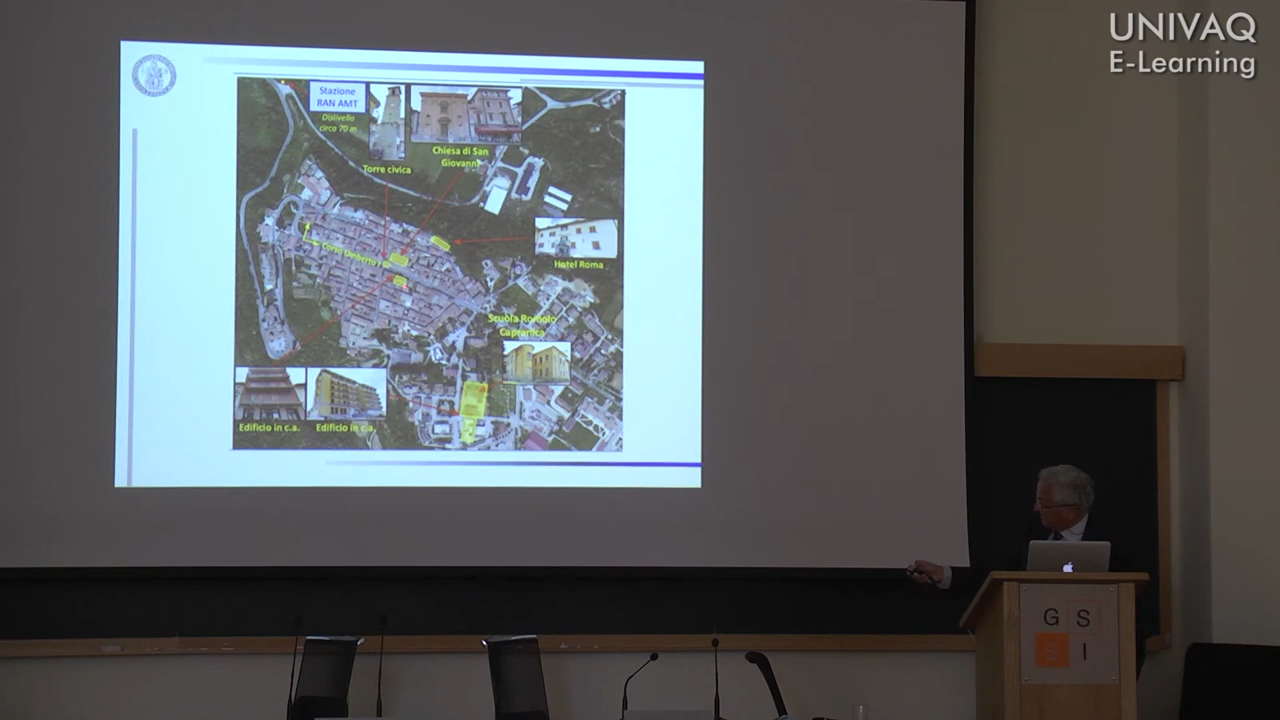 UNIVAQ
E-Learning
Stazione
RAN AMT
Dislivello
circa 70 m
Torre civica
Chiesa di San
Giovanni
Corso Umberto I
Hotel Roma
Scuola Romolo
Capranica
Edificio in c.a.
Edificio in c.a.
G S
S I